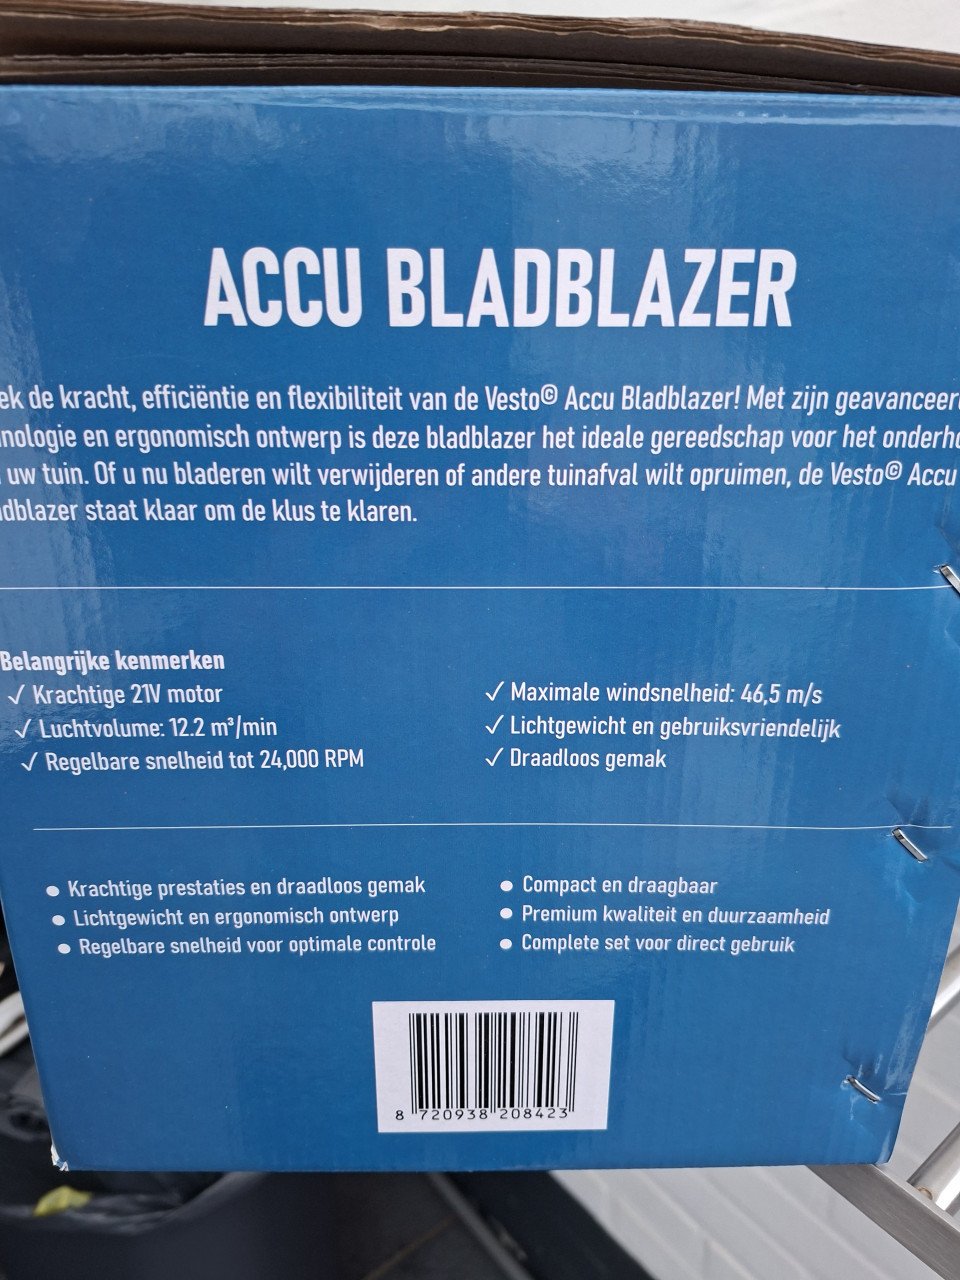 ACCU BLADBLAZER
de kracht, efficiëntie en flexibiliteit van de Vesto© Accu Bladblazer! Met zijn
en ergonomisch ontwerp is deze bladblazer het ideale gereedschap voor het
uw tuin. Of u nu bladeren wilt verwijderen of andere tuinafval wilt opruimen, de Vesto© Accu
staat klaar om de klus te klaren.
Belangrijke kenmerken
✓ Krachtige 21V motor
✓ Luchtvolume: 12.2 m³/min
✓ Regelbare snelheid tot 24,000 RPM
✓ Maximale windsnelheid: 46,5 m/s
✓ Lichtgewicht en gebruiksvriendelijk
✓ Draadloos gemak
● Krachtige prestaties en draadloos gemak
● Lichtgewicht en ergonomisch ontwerp
● Regelbare snelheid voor optimale controle
● Compact en draagbaar
● Premium kwaliteit en duurzaamheid
● Complete set voor direct gebruik
8 720938 208423